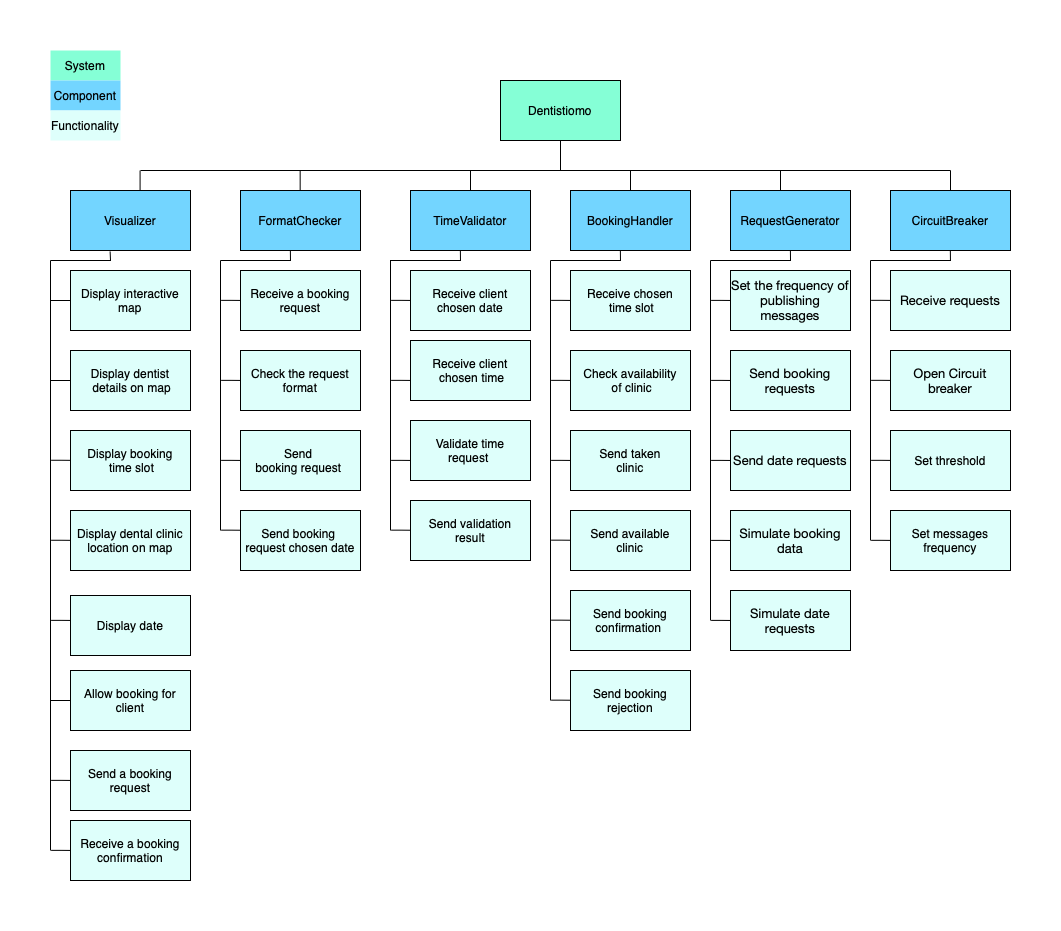 System
Component
Functionality
Dentistiomo
Visualizer
FormatChecker
TimeValidator
BookingHandler
RequestGenerator
CircuitBreaker
Display interactive
map
Display dentist
details on map
Display booking
time slot
Display dental clinic
location on map
Display date
Allow booking for
client
Send a booking
request
Receive a booking
confirmation
Receive a booking
request
Check the request
format
Send
booking request
Send booking
request chosen date
Receive client
chosen date
Receive client
chosen time
Validate time
request
Send validation
result
Receive chosen
time slot
Check availability
of clinic
Send taken
clinic
Send available
clinic
Send booking
confirmation
Send booking
rejection
Set the frequency of
publishing
messages
Send booking
requests
Send date requests
Simulate booking
data
Simulate date
requests
Receive requests
Open Circuit
breaker
Set threshold
Set messages
frequency